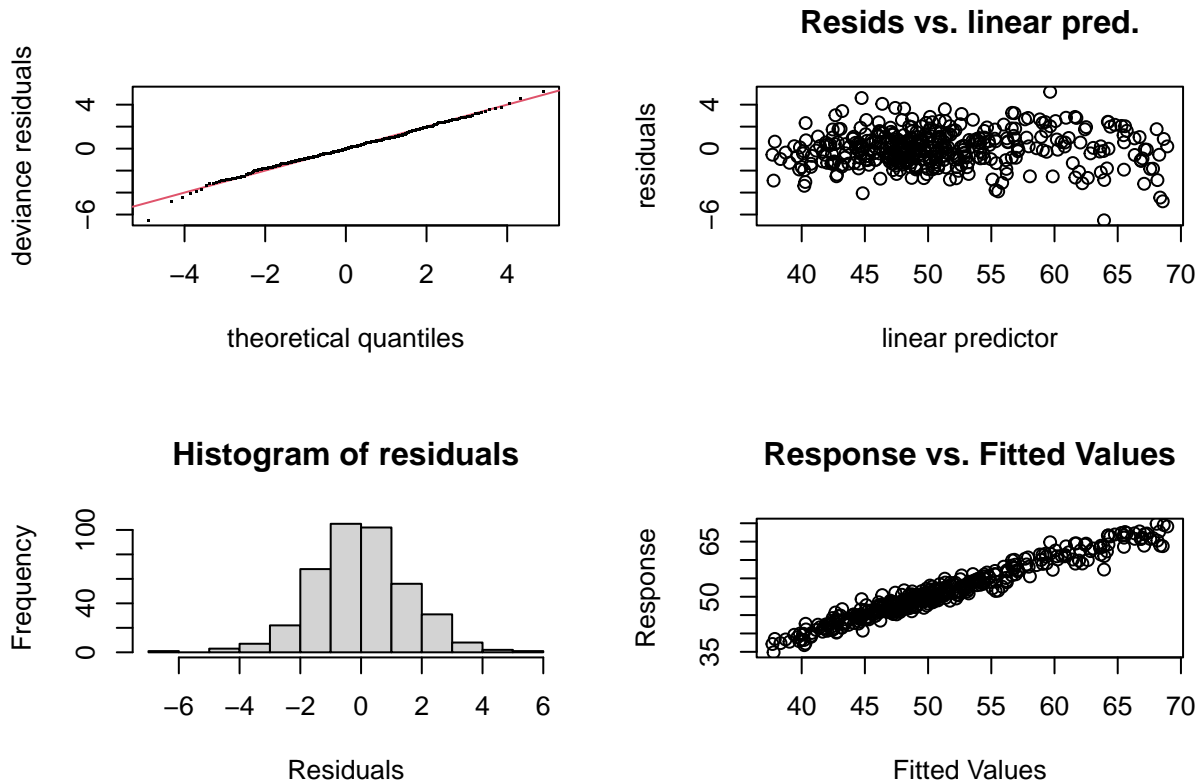 deviance residuals
4
0
−6
−4 −2 0 2 4
theoretical quantiles
Resids vs. linear pred.
residuals
4
0
−6
40 45 50 55 60 65 70
linear predictor
Histogram of residuals
Frequency
100
40
0
−6 −4 −2 0 2 4 6
Residuals
Response vs. Fitted Values
Response
65
50
35
40 45 50 55 60 65 70
Fitted Values